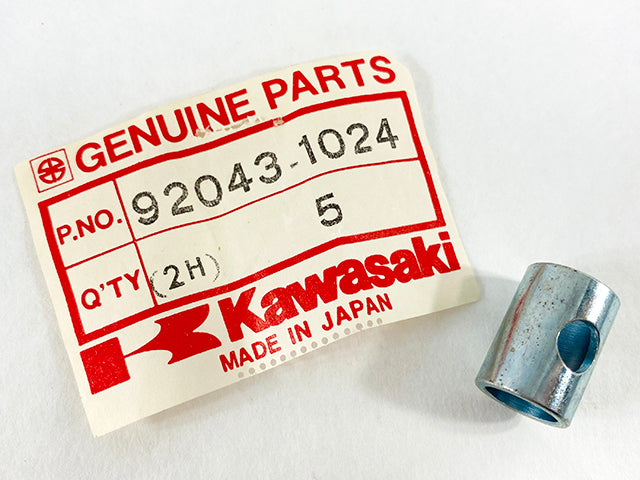 GENUINE PARTS
P.NO. 92043-1024
Q'TY (2H) 5
Kawasaki
MADE IN JAPAN